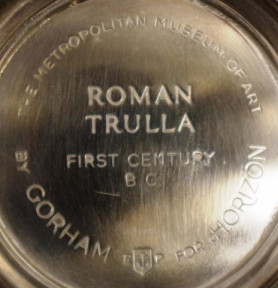 THE METROPOLITAN MUSEUM OF ART
ROMAN
TRULLA
FIRST CENTURY
B C
BY GORHAM E P FOR HORIZON